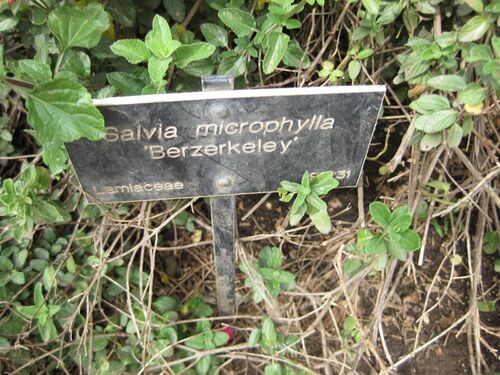 Salvia microphylla
'Berzerkeley'
Lamiaceae